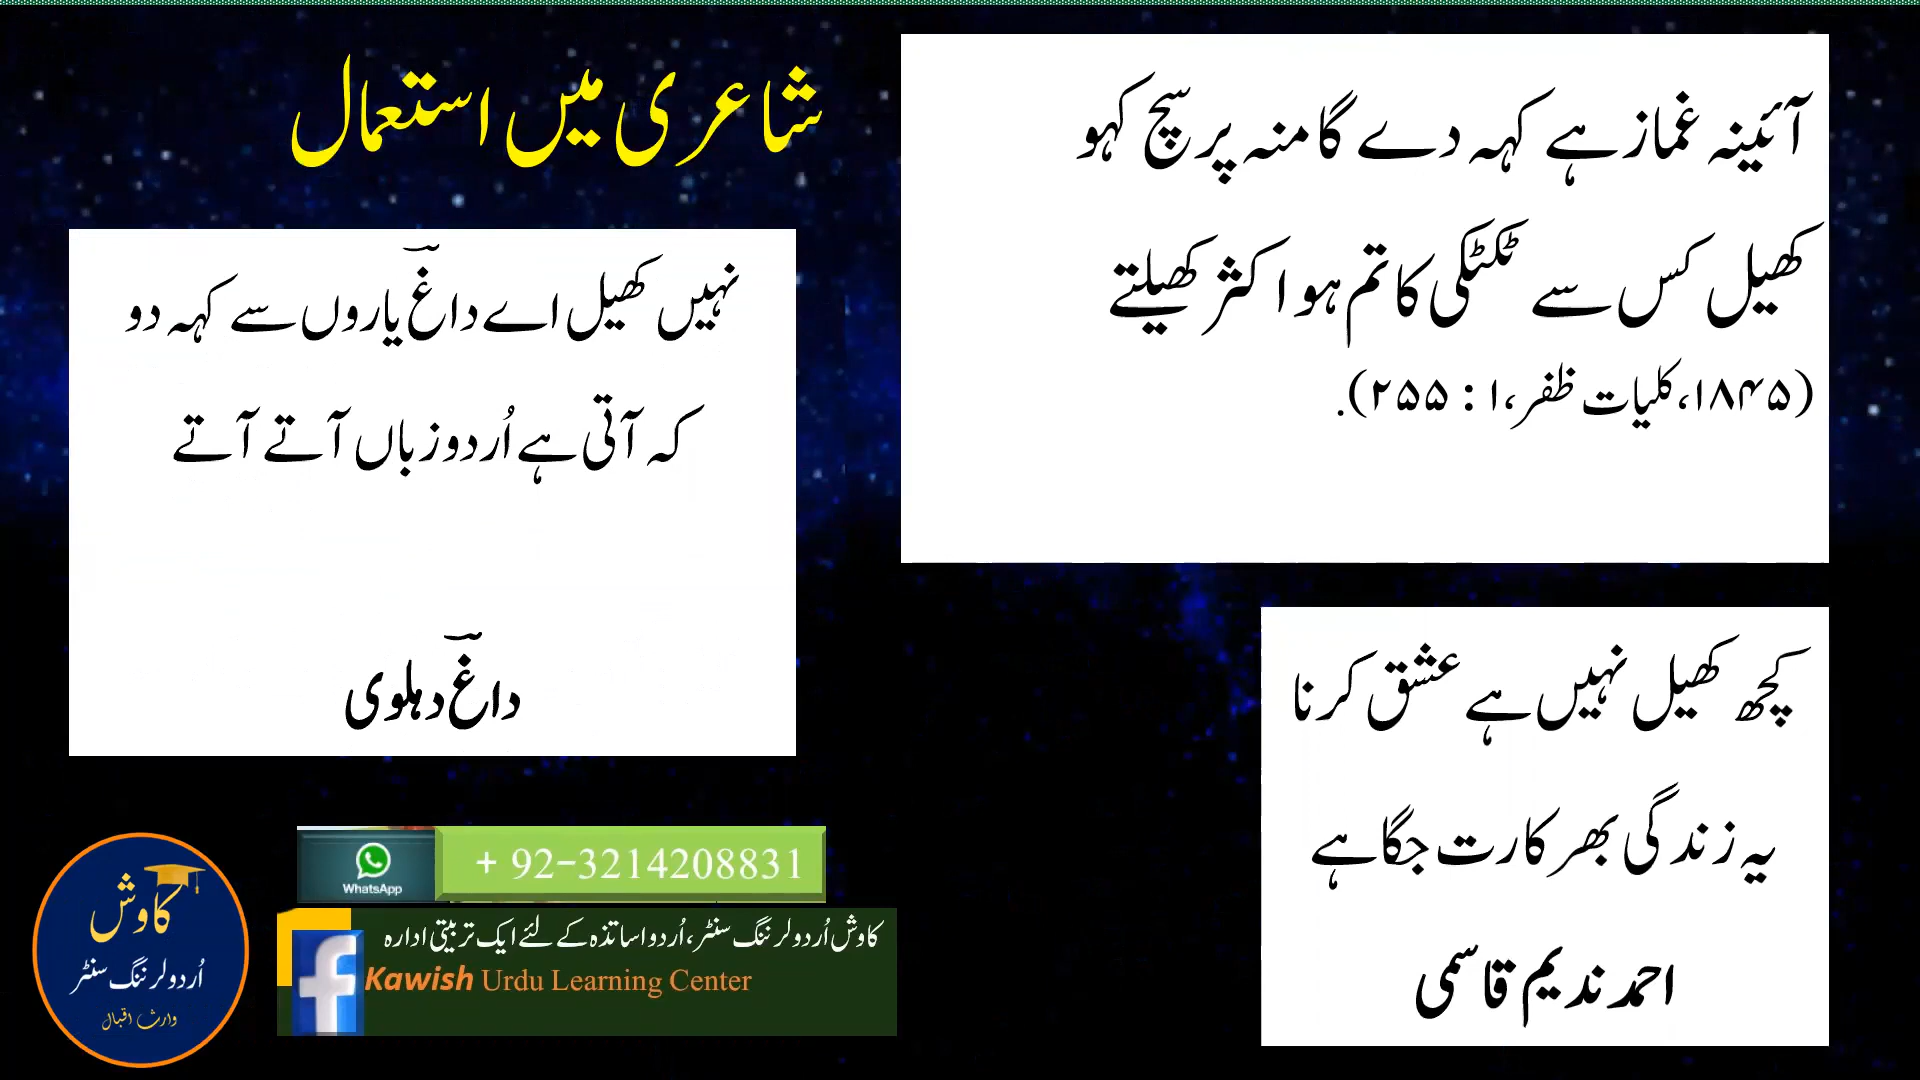 شاعری میں استعمال
آئینہ غماز ہے کہہ دے گا منہ پر سچ کہو
کھیل کس سے ٹکٹکی کا تم ہو اکثر کھیلتے
(۱۸۴۵، کلیات ظفر، ۱ : ۲۵۵).
نہیں کھیل اے داغؔ یاروں سے کہہ دو
کہ آتی ہے اُردو زباں آتے آتے
داغؔ دہلوی
کچھ کھیل نہیں ہے عشق کرنا
یہ زندگی بھر کا رت جگا ہے
احمد ندیم قاسمی
WhatsApp
+ 92-3214208831
کاوش اُردو لرننگ سنٹر، اُردو اساتذہ کے لئے ایک تربیتی ادارہ
Kawish Urdu Learning Center
کاوش
اُردو لرننگ سنٹر
وارث اقبال